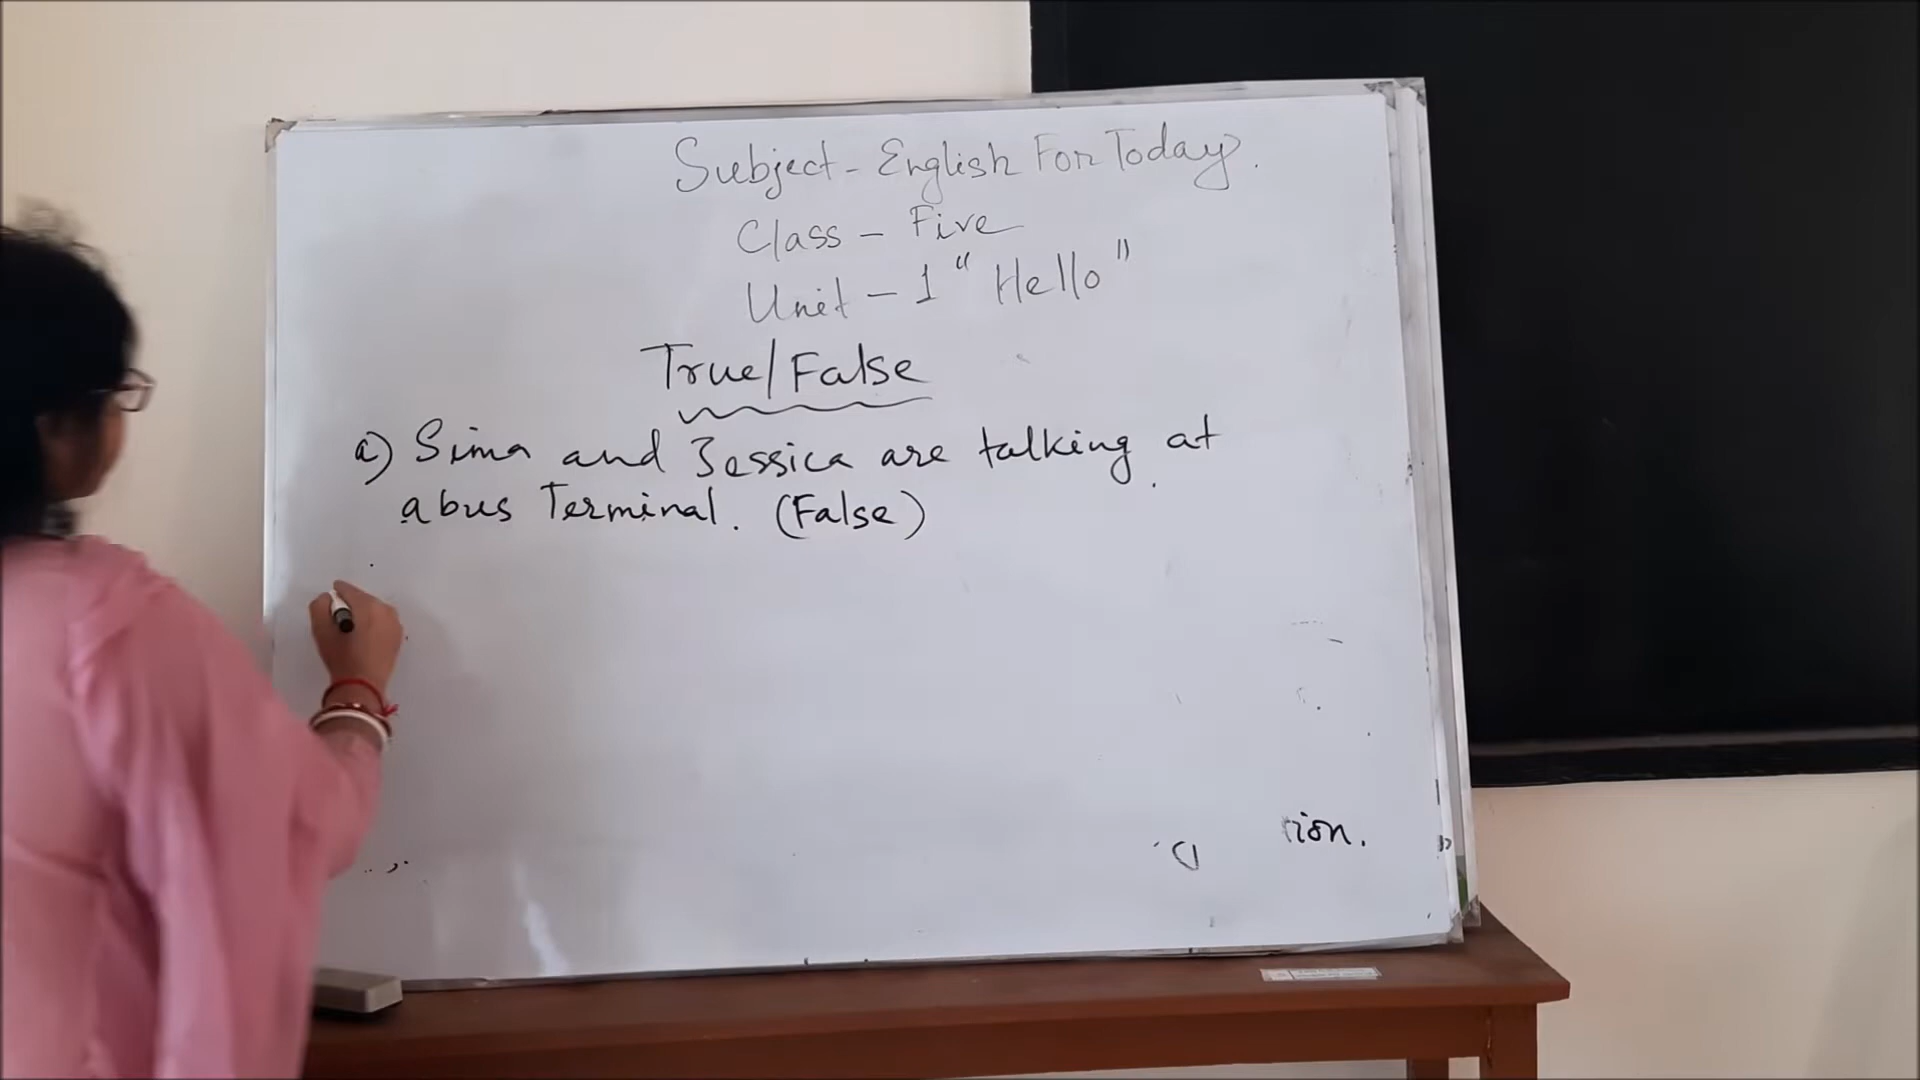 Subject - English For Today.
Class - Five
Unit - 1 "Hello"
True/False
a) Sima and Jessica are talking at
a bus Terminal. (False)
tion.